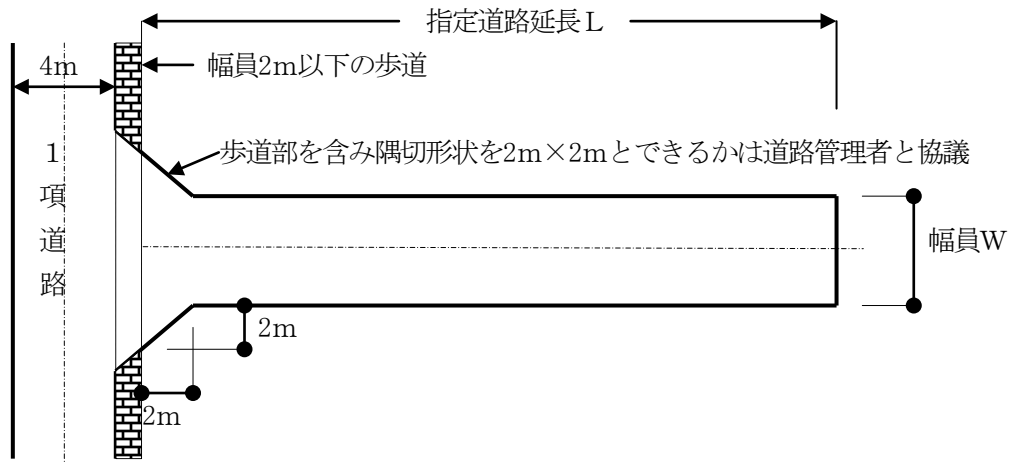 指定道路延長L
4m
幅員2m以下の歩道
歩道部を含み隅切形状を2m×2mとできるかは道路管理者と協議
1項道路
幅員W
2m
2m